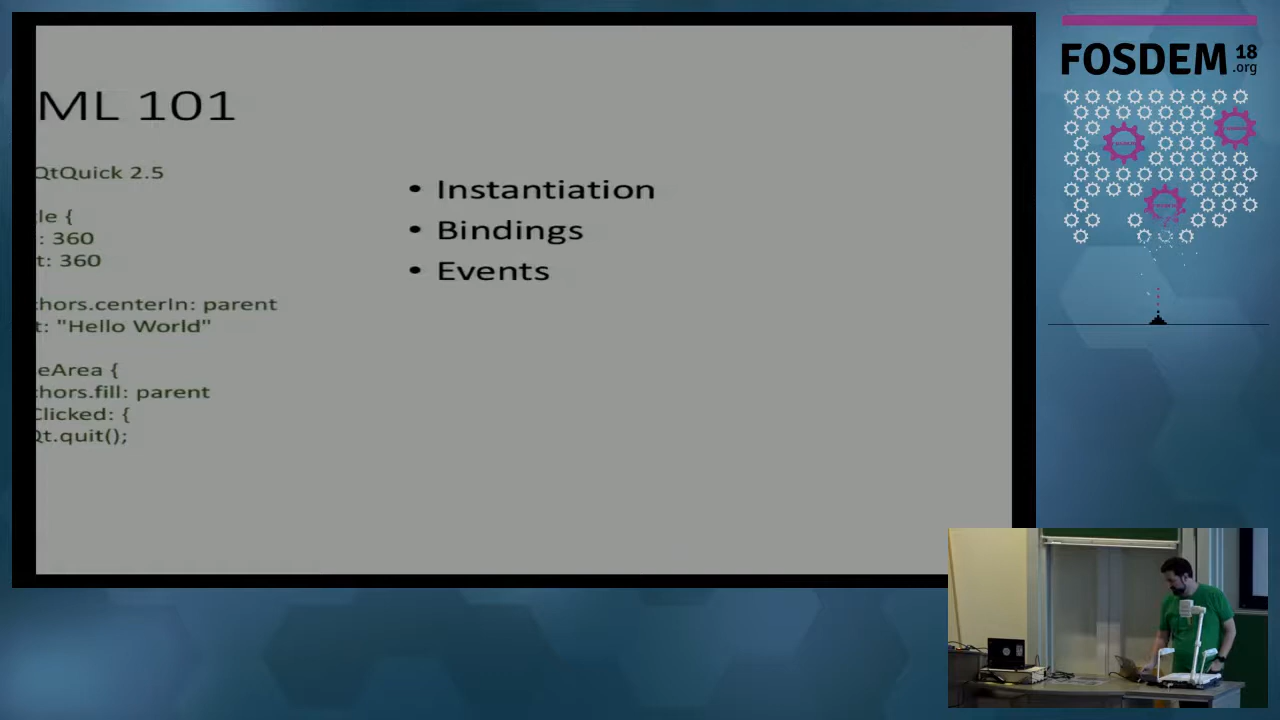 ML 101
QtQuick 2.5
le {
: 360
t: 360
hors.centerIn: parent
t: "Hello World"
eArea {
hors.fill: parent
Clicked: {
Qt.quit();
• Instantiation
• Bindings
• Events
FOSDEM 18
.org